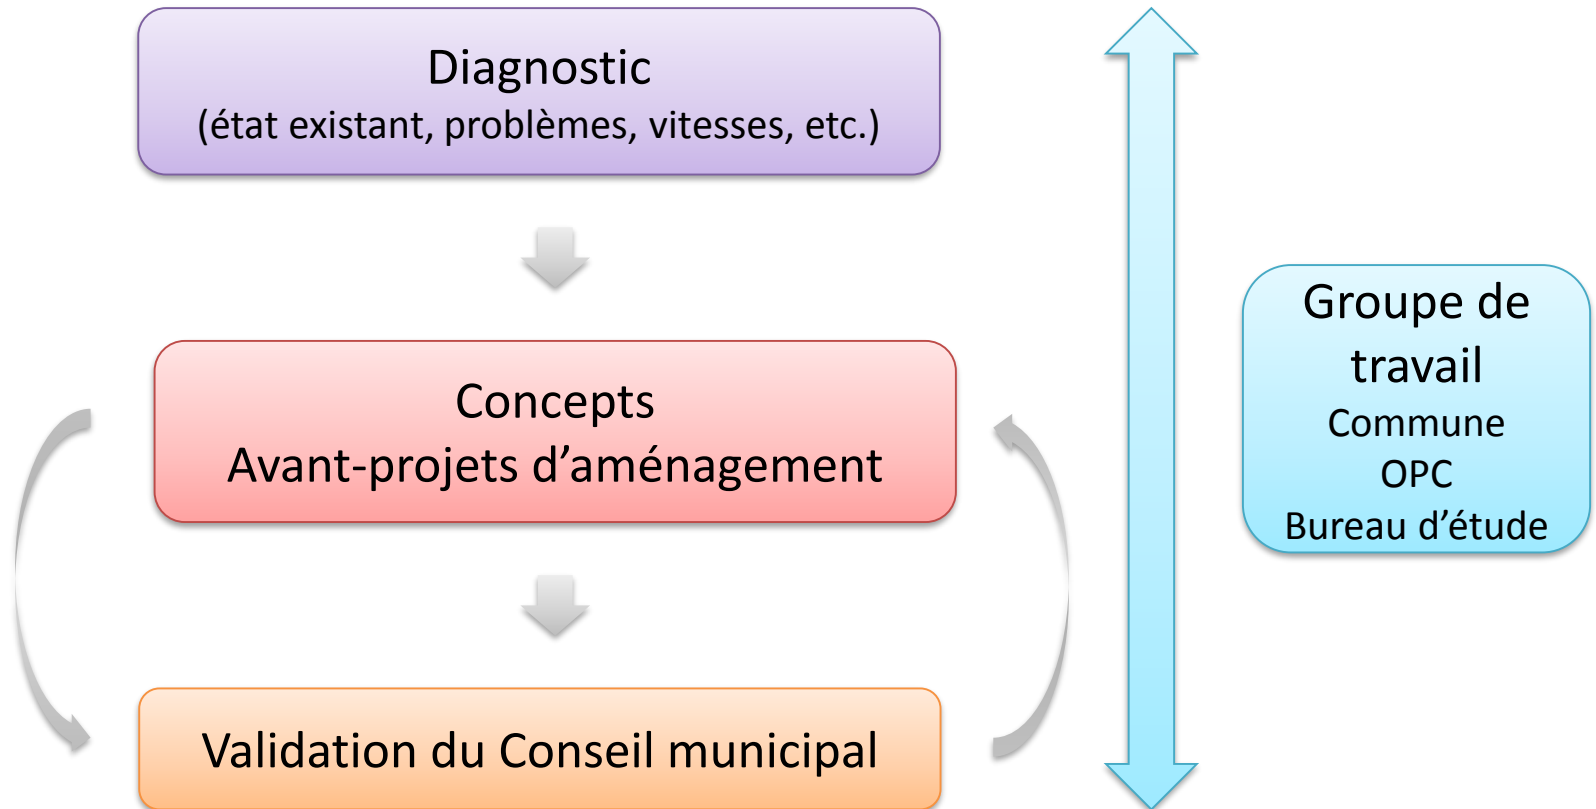 Diagnostic
(état existant, problèmes, vitesses, etc.)
Concepts
Avant-projets d’aménagement
Validation du Conseil municipal
Groupe de
travail
Commune
OPC
Bureau d’étude